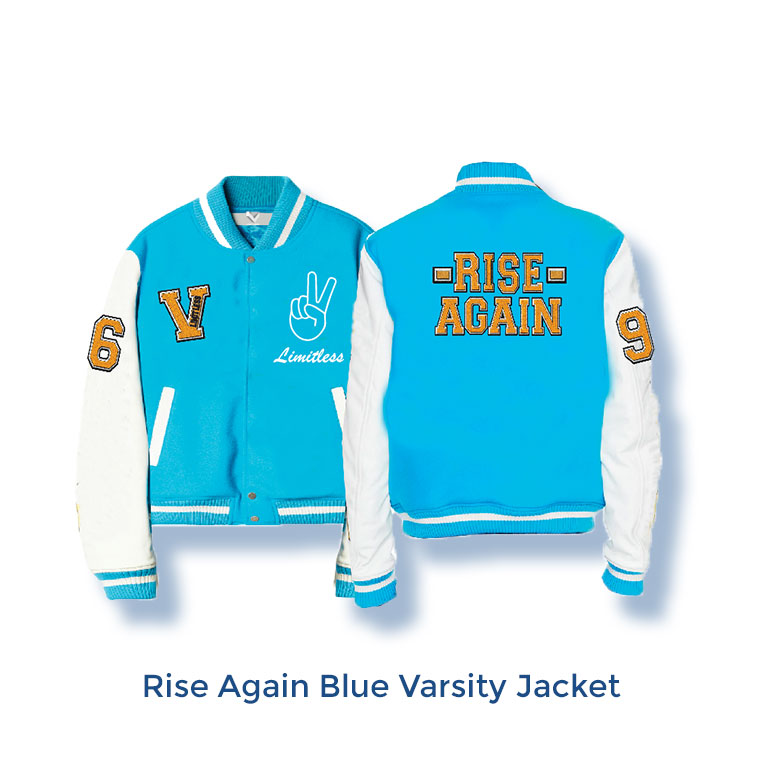 6
V
Limitless
-RISE-
AGAIN
9
Rise Again Blue Varsity Jacket